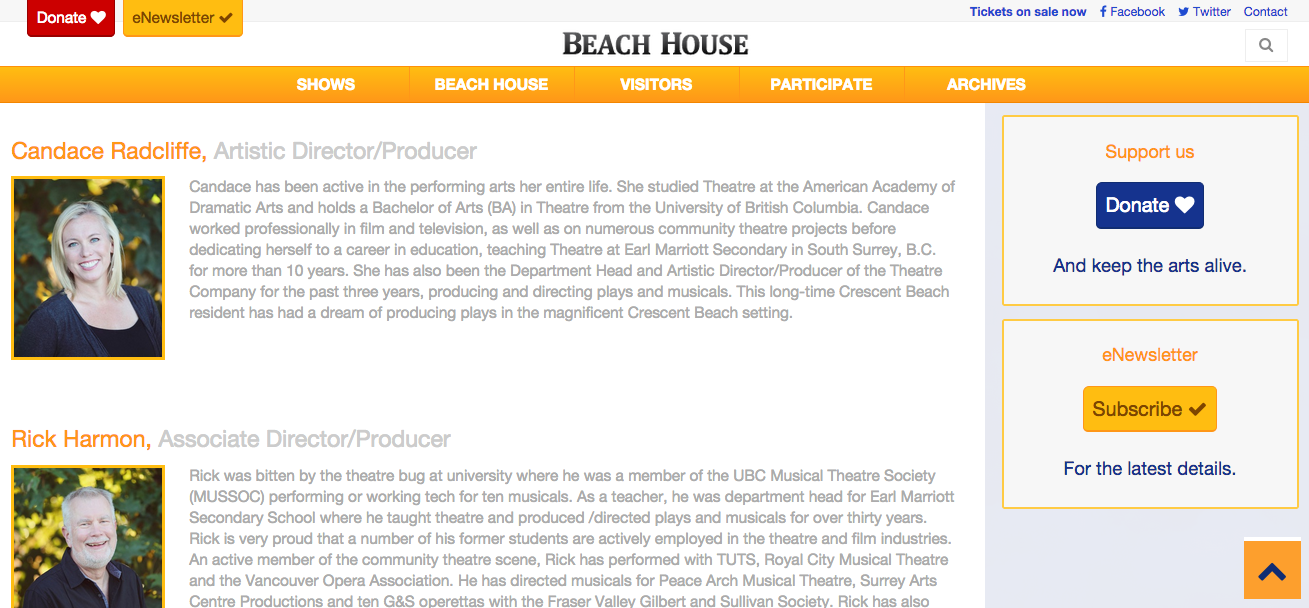 Donate
eNewsletter
Tickets on sale now Facebook Twitter Contact
BEACH HOUSE
SHOWS BEACH HOUSE VISITORS PARTICIPATE ARCHIVES
Candace Radcliffe, Artistic Director/Producer
Candace has been active in the performing arts her entire life. She studied Theatre at the American Academy of
Dramatic Arts and holds a Bachelor of Arts (BA) in Theatre from the University of British Columbia. Candace
worked professionally in film and television, as well as on numerous community theatre projects before
dedicating herself to a career in education, teaching Theatre at Earl Marriott Secondary in South Surrey, B.C.
for more than 10 years. She has also been the Department Head and Artistic Director/Producer of the Theatre
Company for the past three years, producing and directing plays and musicals. This long-time Crescent Beach
resident has had a dream of producing plays in the magnificent Crescent Beach setting.
Rick Harmon, Associate Director/Producer
Rick was bitten by the theatre bug at university where he was a member of the UBC Musical Theatre Society
(MUSSOC) performing or working tech for ten musicals. As a teacher, he was department head for Earl Marriott
Secondary School where he taught theatre and produced /directed plays and musicals for over thirty years.
Rick is very proud that a number of his former students are actively employed in the theatre and film industries.
An active member of the community theatre scene, Rick has performed with TUTS, Royal City Musical Theatre
and the Vancouver Opera Association. He has directed musicals for Peace Arch Musical Theatre, Surrey Arts
Centre Productions and ten G&S operettas with the Fraser Valley Gilbert and Sullivan Society. Rick has also
Support us
Donate
And keep the arts alive.
eNewsletter
Subscribe
For the latest details.